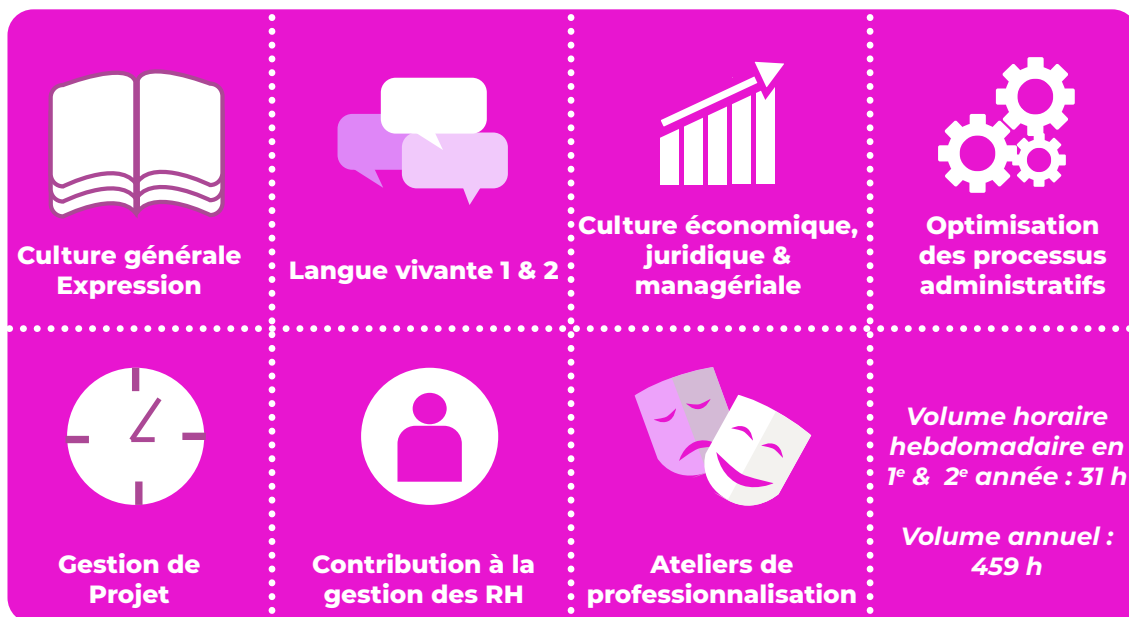 Culture générale
Expression
Langue vivante 1 & 2
Culture économique,
juridique &
managériale
Optimisation
des processus
administratifs
Gestion de
Projet
Contribution à la
gestion des RH
Ateliers de
professionnalisation
Volume horaire
hebdomadaire en
1e & 2e année : 31 h
Volume annuel :
459 h